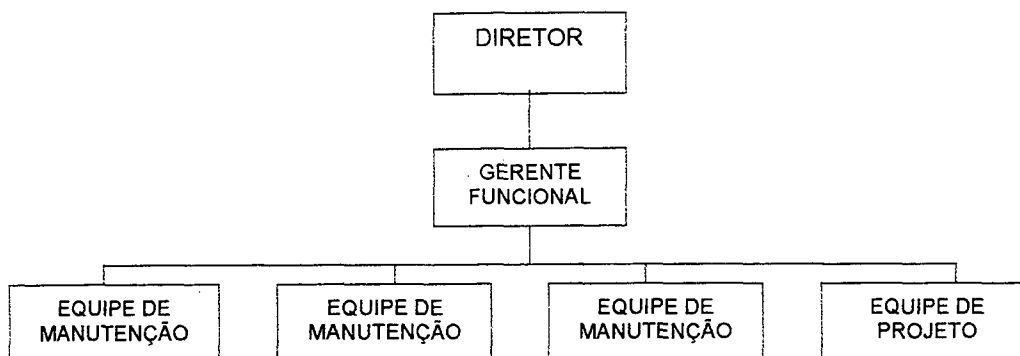 DIRETOR
GERENTE
FUNCIONAL
EQUIPE DE
MANUTENÇÃO
EQUIPE DE
MANUTENÇÃO
EQUIPE DE
MANUTENÇÃO
EQUIPE DE
PROJETO